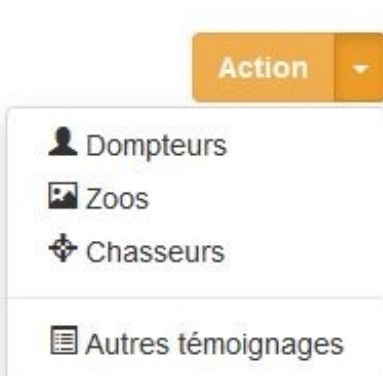 Action
Dompteurs
Zoos
Chasseurs
Autres témoignages